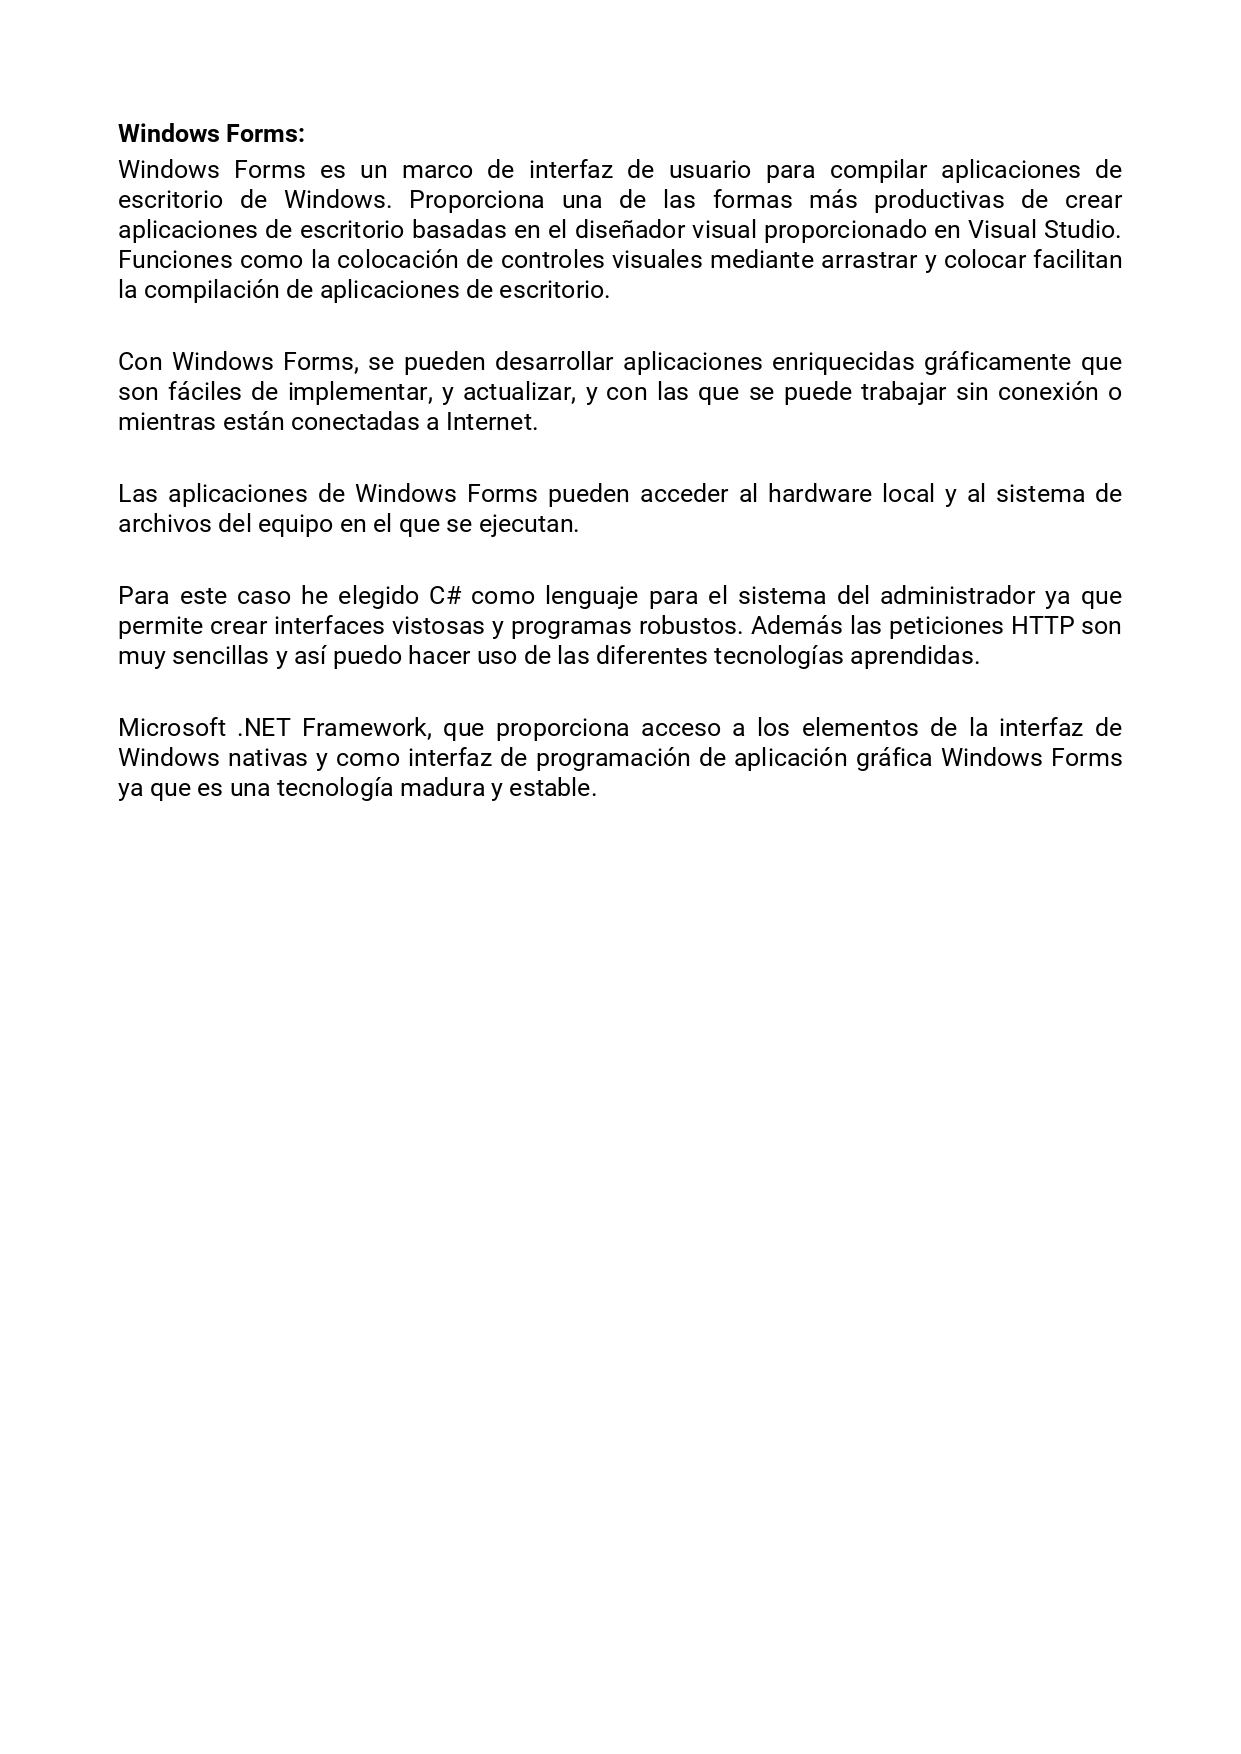 Windows Forms:
Windows Forms es un marco de interfaz de usuario para compilar aplicaciones de
escritorio de Windows. Proporciona una de las formas más productivas de crear
aplicaciones de escritorio basadas en el diseñador visual proporcionado en Visual Studio.
Funciones como la colocación de controles visuales mediante arrastrar y colocar facilitan
la compilación de aplicaciones de escritorio.
Con Windows Forms, se pueden desarrollar aplicaciones enriquecidas gráficamente que
son fáciles de implementar, y actualizar, y con las que se puede trabajar sin conexión o
mientras están conectadas a Internet.
Las aplicaciones de Windows Forms pueden acceder al hardware local y al sistema de
archivos del equipo en el que se ejecutan.
Para este caso he elegido C# como lenguaje para el sistema del administrador ya que
permite crear interfaces vistosas y programas robustos. Además las peticiones HTTP son
muy sencillas y así puedo hacer uso de las diferentes tecnologías aprendidas.
Microsoft .NET Framework, que proporciona acceso a los elementos de la interfaz de
Windows nativas y como interfaz de programación de aplicación gráfica Windows Forms
ya que es una tecnología madura y estable.